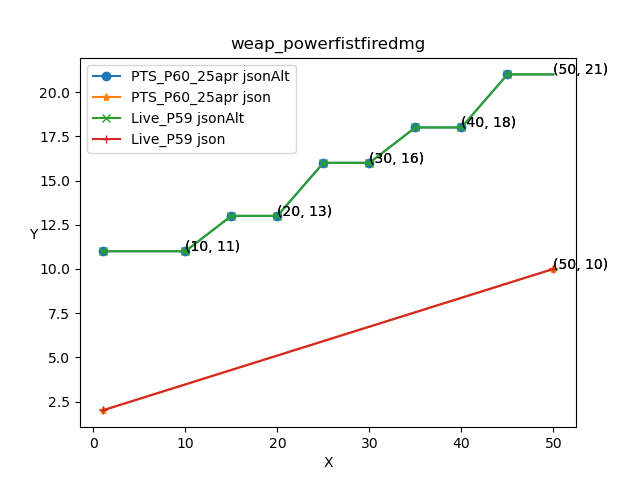 weap_powerfistfiredmg
PTS_P60_25apr jsonAlt
PTS_P60_25apr json
Live_P59 jsonAlt
Live_P59 json
(50, 21)
(40, 18)
(30, 16)
(20, 13)
(10, 11)
(50, 10)
Y
20.0
17.5
15.0
12.5
10.0
7.5
5.0
2.5
0 10 20 30 40 50
X